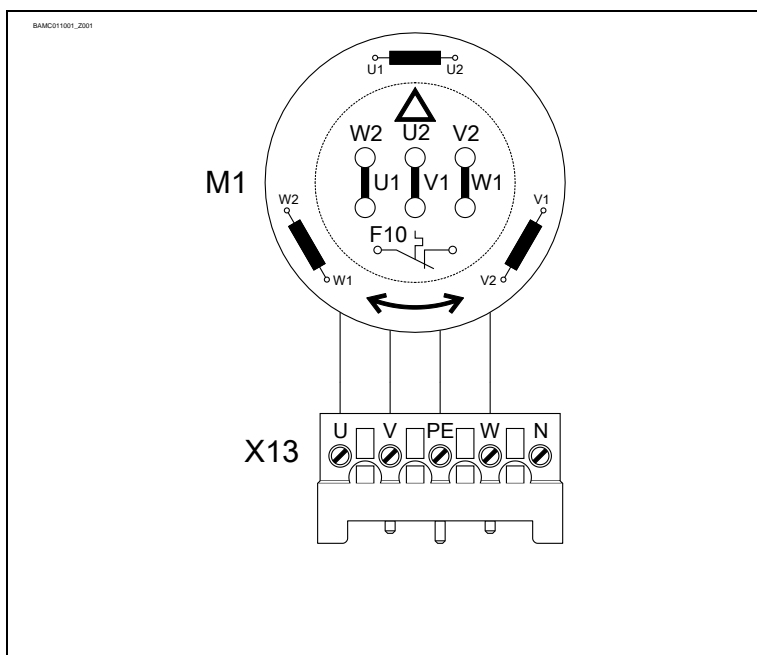 BAMC011001_Z001
U1 U2
W2 U2 V2
M1
U1 V1 W1
W2 V1
F10
W1 V2
U V PE W N
X13